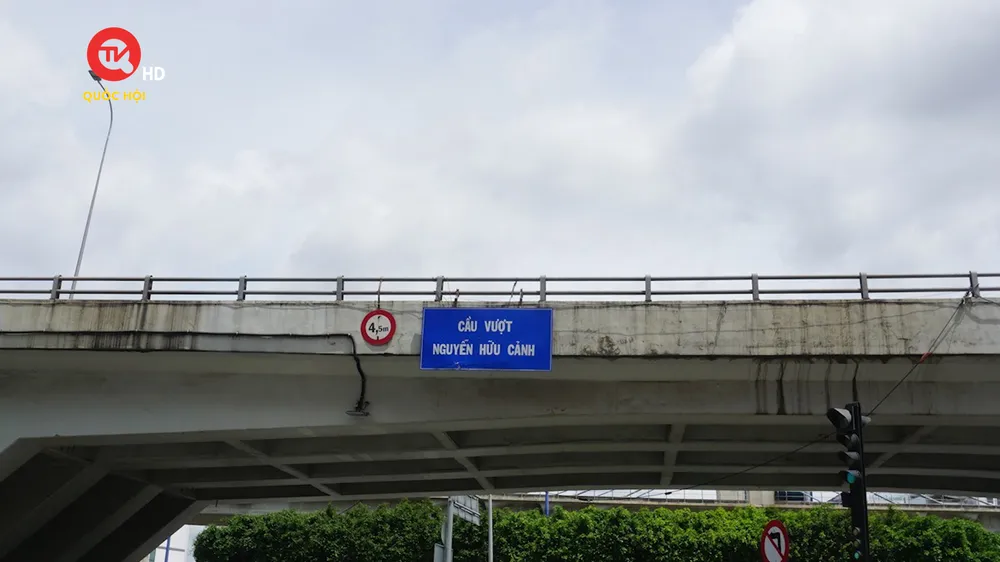 TV
HD
QUỐC HỘI
4,5m
CẦU VƯỢT
NGUYỄN HỮU CẢNH